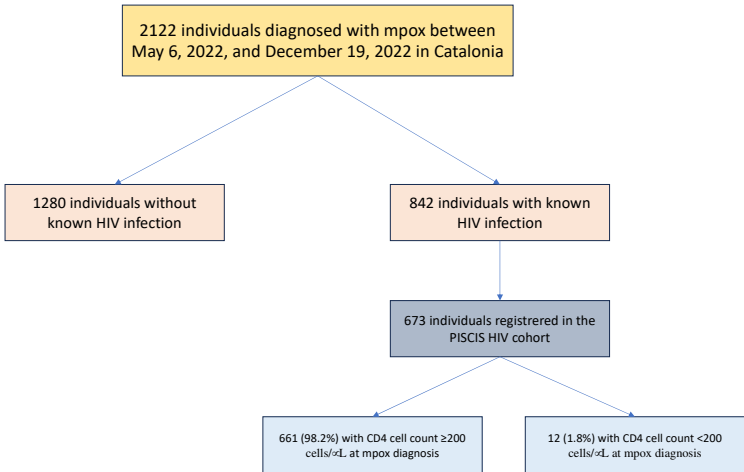 2122 individuals diagnosed with mpox between
May 6, 2022, and December 19, 2022 in Catalonia
1280 individuals without
known HIV infection
842 individuals with known
HIV infection
673 individuals registrered in the
PISCIS HIV cohort
661 (98.2%) with CD4 cell count ≥200
cells/∝L at mpox diagnosis
12 (1.8%) with CD4 cell count <200
cells/∝L at mpox diagnosis